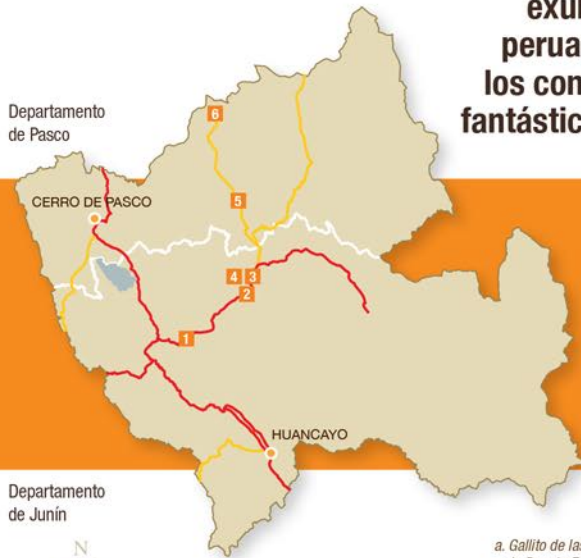 perua
los con
fantástic
Departamento
de Pasco
6
CERRO DE PASCO
5
4 3
2
1
HUANCAYO
Departamento
de Junín
N
a. Gallito de las